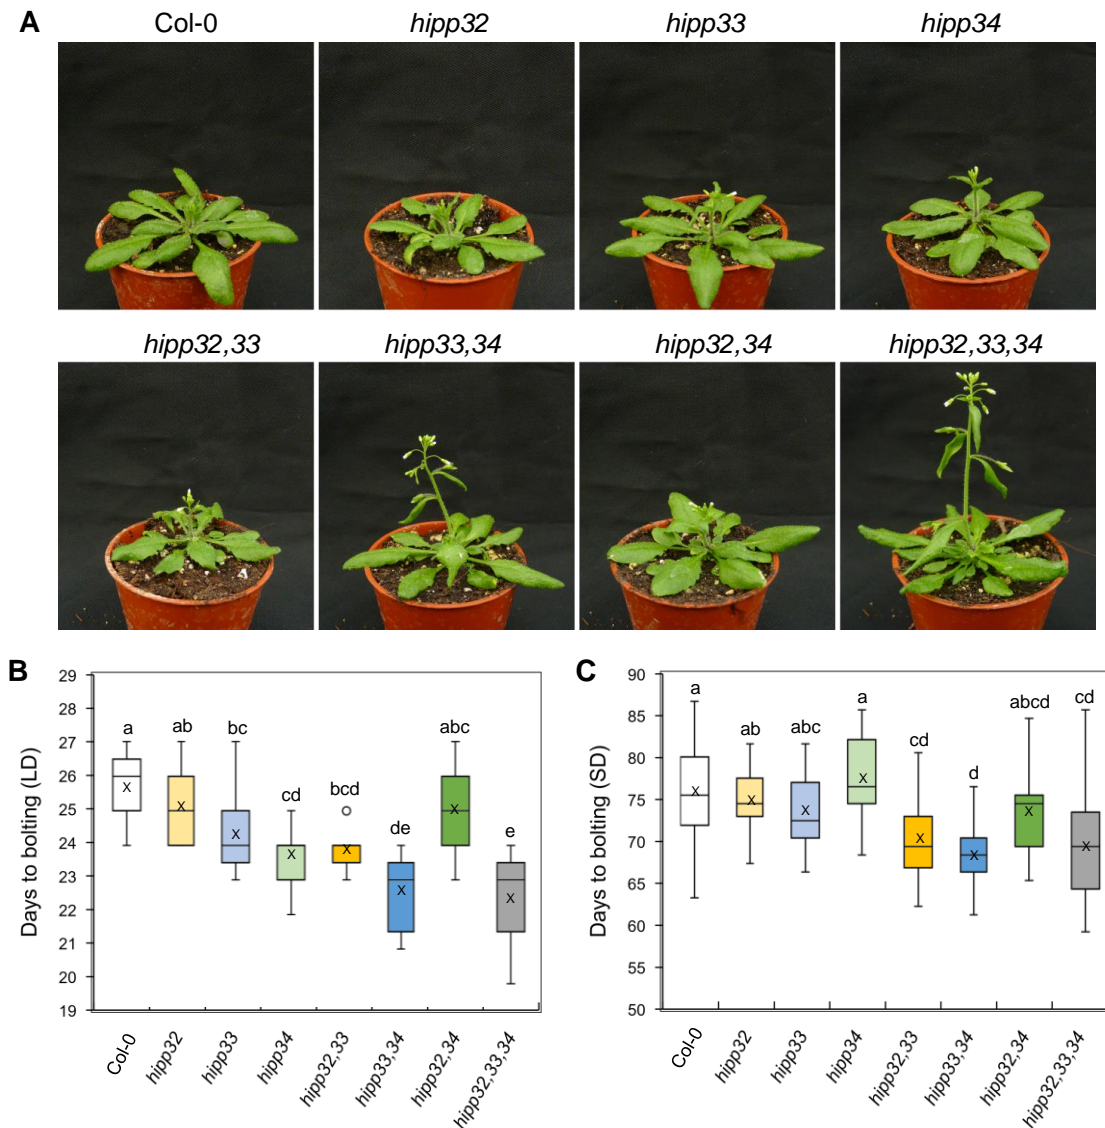 A
Col-0 hipp32 hipp33 hipp34
hipp32,33 hipp33,34 hipp32,34 hipp32,33,34
B
Days to bolting (LD)
29
28
27
26
25
24
23
22
21
20
19
a ab bc cd bcd de abc e
Col-0 hipp32 hipp33 hipp34 hipp32,33 hipp33,34 hipp32,34 hipp32,33,34
C
Days to bolting (SD)
90
85
80
75
70
65
60
55
50
a ab abc a cd d abcd cd
Col-0 hipp32 hipp33 hipp34 hipp32,33 hipp33,34 hipp32,34 hipp32,33,34